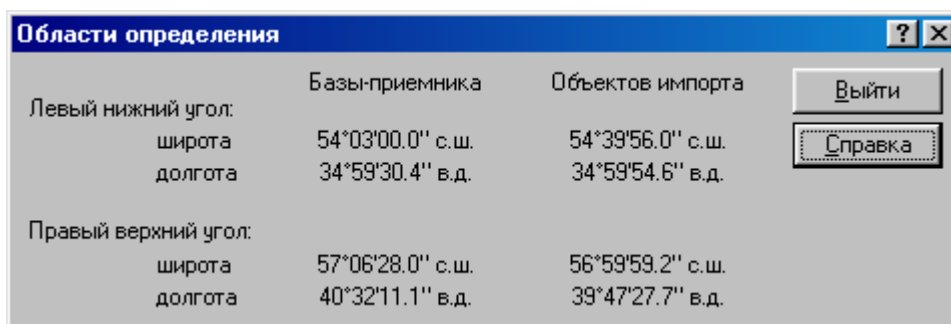 Области определения
Базы-приемника Объектов импорта
Выйти
Левый нижний угол:
широта 54°03'00.0" с.ш. 54°39'56.0" с.ш.
Справка
долгота 34°59'30.4" в.д. 34°59'54.6" в.д.
Правый верхний угол:
широта 57°06'28.0" с.ш. 56°59'59.2" с.ш.
долгота 40°32'11.1" в.д. 39°47'27.7" в.д.